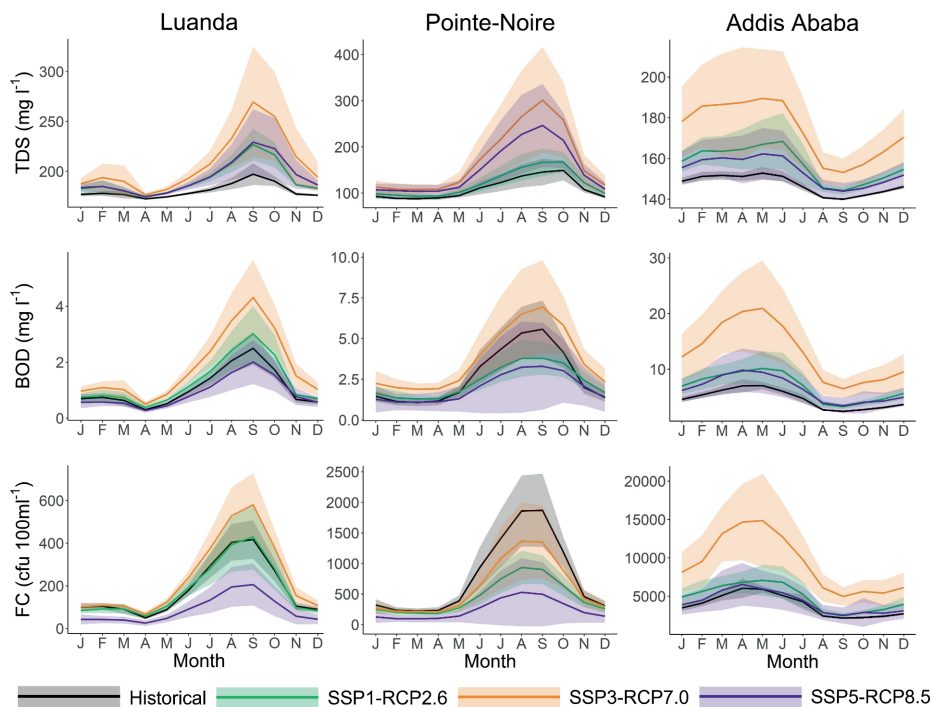 Luanda Pointe-Noire Addis Ababa
TDS (mg l⁻¹)
300
250
200
J F M A M J J A S O N D
400
300
200
100
J F M A M J J A S O N D
200
180
160
140
J F M A M J J A S O N D
BOD (mg l⁻¹)
4
2
0
J F M A M J J A S O N D
10.0
7.5
5.0
2.5
0.0
J F M A M J J A S O N D
30
20
10
J F M A M J J A S O N D
FC (cfu 100ml⁻¹)
600
400
200
0
J F M A M J J A S O N D
Month
2500
2000
1500
1000
500
0
J F M A M J J A S O N D
Month
20000
15000
10000
5000
J F M A M J J A S O N D
Month
Historical SSP1-RCP2.6 SSP3-RCP7.0 SSP5-RCP8.5